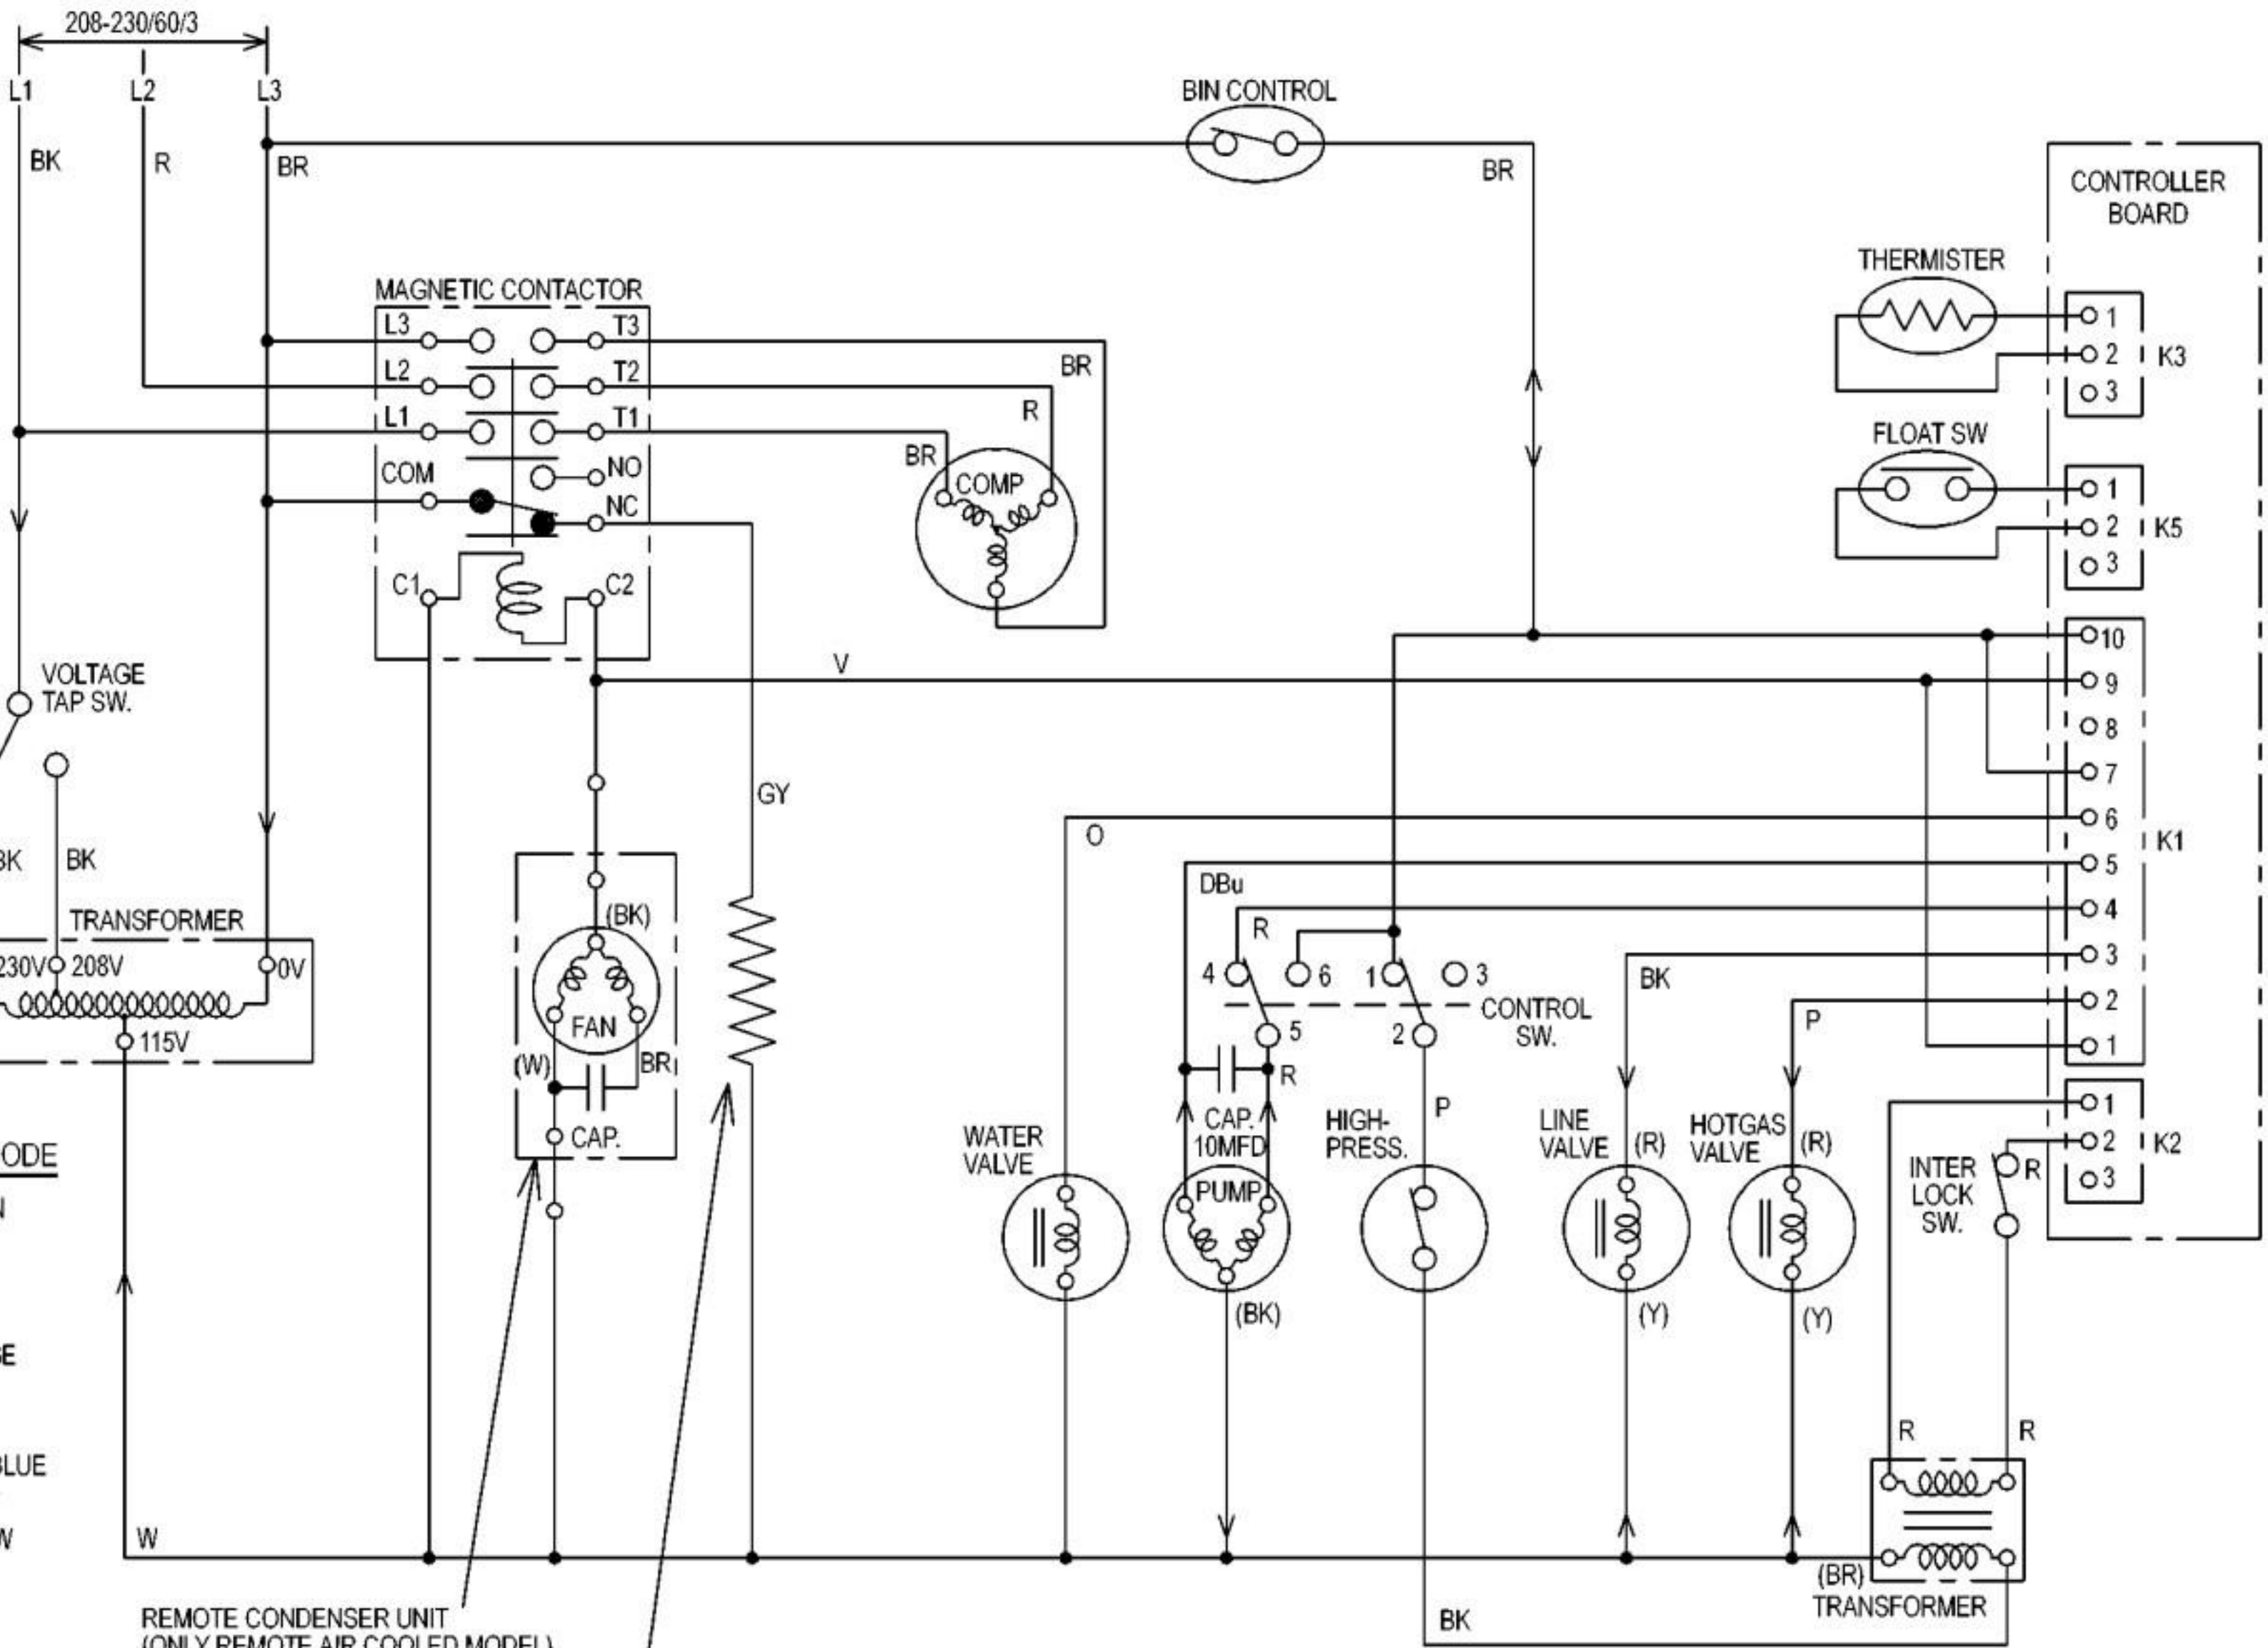 208-230/60/3
L1 L2 L3
BK R BR
BIN CONTROL
BR
CONTROLLER
BOARD
THERMISTER
1
2 K3
3
FLOAT SW
1
2 K5
3
MAGNETIC CONTACTOR
L3 T3
L2 T2
L1 T1
COM NO
NC
C1 C2
BR
R
BR
COMP
VOLTAGE
TAP SW.
V
GY
BK
TRANSFORMER
230V 208V 0V
115V
(BK)
FAN
(W) BR
CAP.
10
9
8
7
6
5
4
3
2
1
K1
O
DBu
R
4 6 1 3
CONTROL
SW.
5 2
R
CAP.
10MFD
P
BK
P
WATER
VALVE
PUMP
(BK)
HIGH-
PRESS.
LINE
VALVE (R)
(Y)
HOTGAS
VALVE (R)
(Y)
1
2 K2
3
INTER
LOCK
SW.
R
R R
W
(BR)
TRANSFORMER
BK
REMOTE CONDENSER UNIT
(ONLY REMOTE AIR COOLED MODEL)